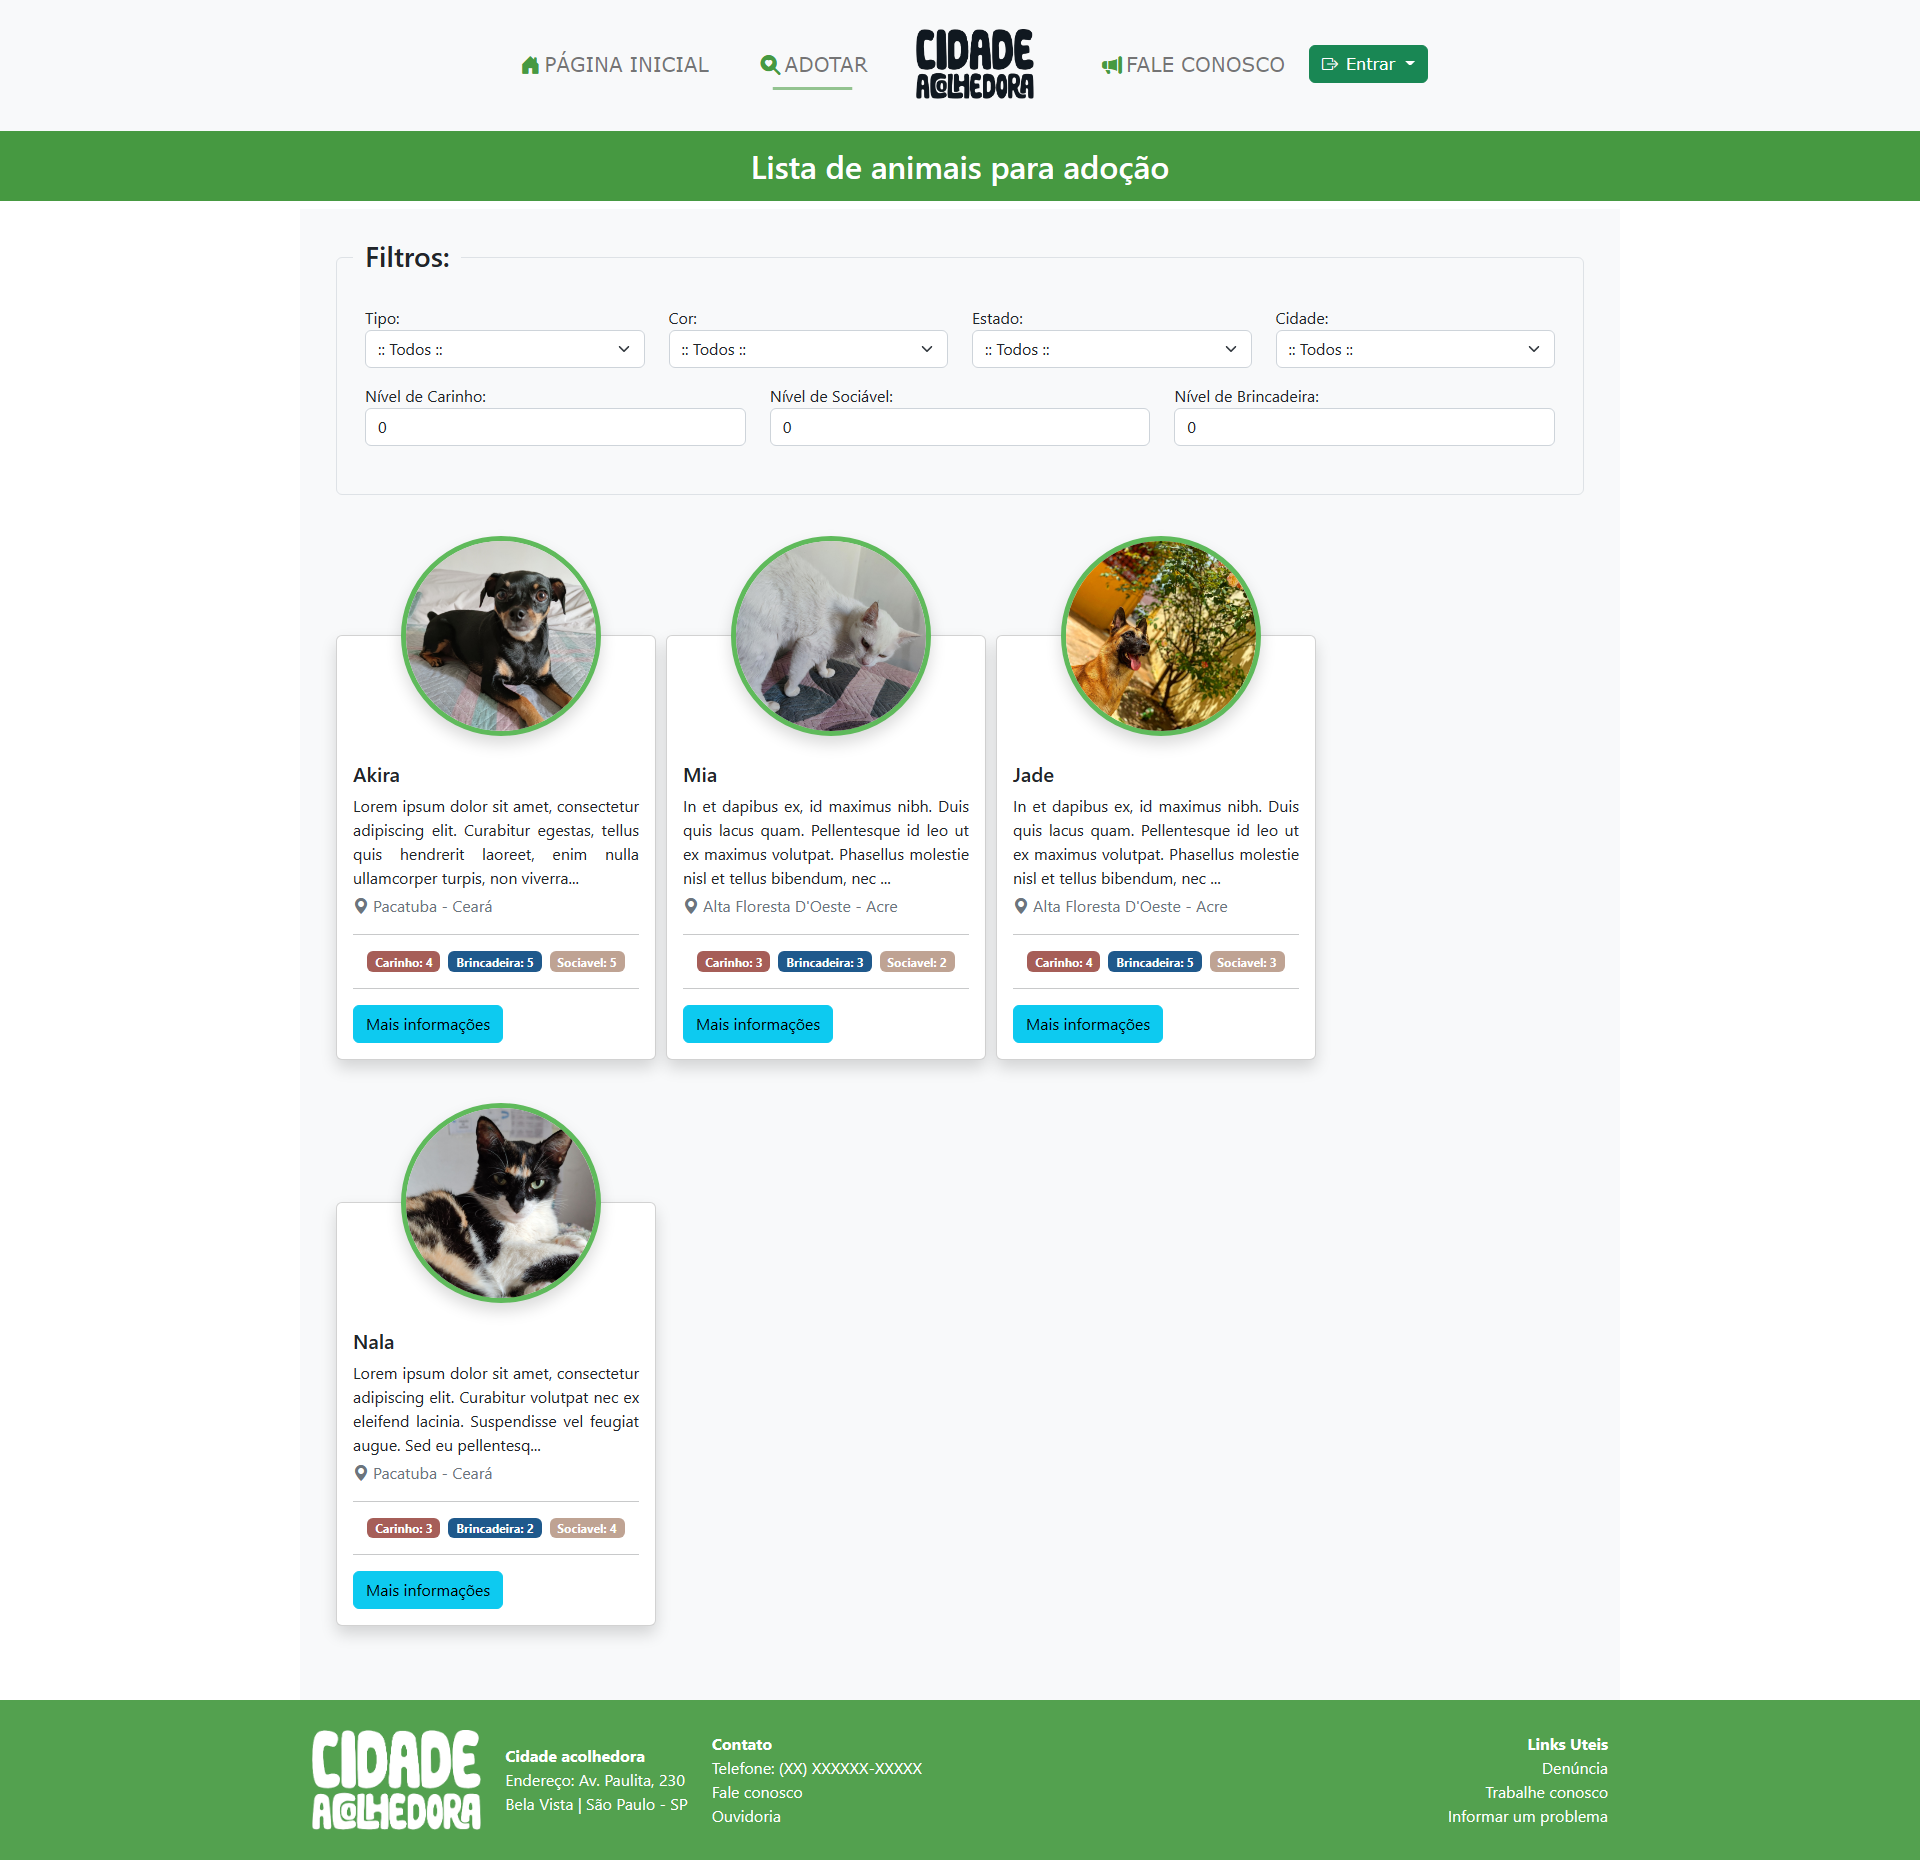 PÁGINA INICIAL
ADOTAR
CIDADE
ACOLHEDORA
FALE CONOSCO
Entrar
Lista de animais para adoção
Filtros:
Tipo:
:: Todos ::
Cor:
:: Todos ::
Estado:
:: Todos ::
Cidade:
:: Todos ::
Nível de Carinho:
0
Nível de Sociável:
0
Nível de Brincadeira:
0
Akira
Lorem ipsum dolor sit amet, consectetur
adipiscing elit. Curabitur egestas, tellus
quis hendrerit laoreet, enim nulla
ullamcorper turpis, non viverra...
Pacatuba - Ceará
Carinho: 4 Brincadeira: 5 Sociavel: 5
Mais informações
Mia
In et dapibus ex, id maximus nibh. Duis
quis lacus quam. Pellentesque id leo ut
ex maximus volutpat. Phasellus molestie
nisl et tellus bibendum, nec ...
Alta Floresta D'Oeste - Acre
Carinho: 3 Brincadeira: 3 Sociavel: 2
Mais informações
Jade
In et dapibus ex, id maximus nibh. Duis
quis lacus quam. Pellentesque id leo ut
ex maximus volutpat. Phasellus molestie
nisl et tellus bibendum, nec ...
Alta Floresta D'Oeste - Acre
Carinho: 4 Brincadeira: 5 Sociavel: 3
Mais informações
Nala
Lorem ipsum dolor sit amet, consectetur
adipiscing elit. Curabitur volutpat nec ex
eleifend lacinia. Suspendisse vel feugiat
augue. Sed eu pellentesq...
Pacatuba - Ceará
Carinho: 3 Brincadeira: 2 Sociavel: 4
Mais informações
CIDADE
ACOLHEDORA
Cidade acolhedora
Endereço: Av. Paulita, 230
Bela Vista | São Paulo - SP
Contato
Telefone: (XX) XXXXXX-XXXXX
Fale conosco
Ouvidoria
Links Uteis
Denúncia
Trabalhe conosco
Informar um problema